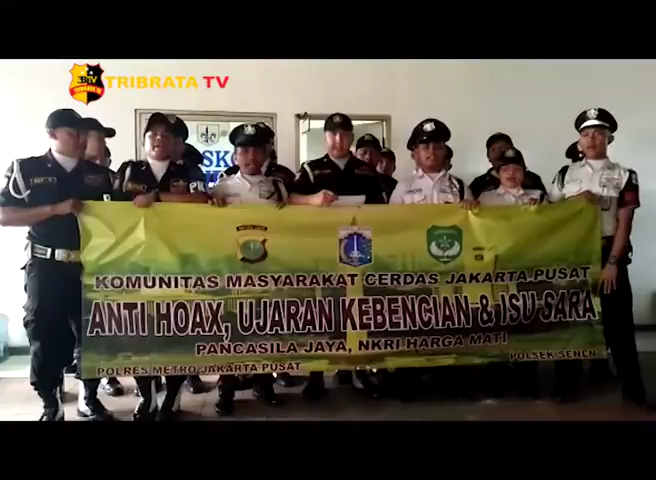 TRIBRATA TV
KOMUNITAS MASYARAKAT CERDAS JAKARTA PUSAT
ANTI HOAX, UJARAN KEBENCIAN & ISU SARA
PANCASILA JAYA, NKRI HARGA MATI
POLRES METRO JAKARTA PUSAT
POLSEK SENEN